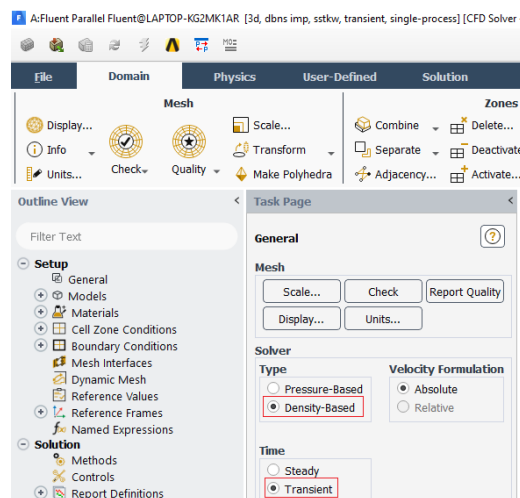 A:Fluent Parallel Fluent@LAPTOP-KG2MK1AR [3d, dbns imp, sstkw, transient, single-process] [CFD Solver
File Domain Physics User-Defined Solution
Mesh
Zones
Display... Scale... Combine Delete...
Info Check Quality Transform Separate Deactivate
Units... Make Polyhedra Adjacency... Activate...
Outline View <
Filter Text
Setup
General
Models
Materials
Cell Zone Conditions
Boundary Conditions
Mesh Interfaces
Dynamic Mesh
Reference Values
Reference Frames
fx Named Expressions
Solution
Methods
Controls
Report Definitions
Task Page <
General ?
Mesh
Scale... Check Report Quality
Display... Units...
Solver
Type Velocity Formulation
Pressure-Based Absolute
Density-Based Relative
Time
Steady
Transient